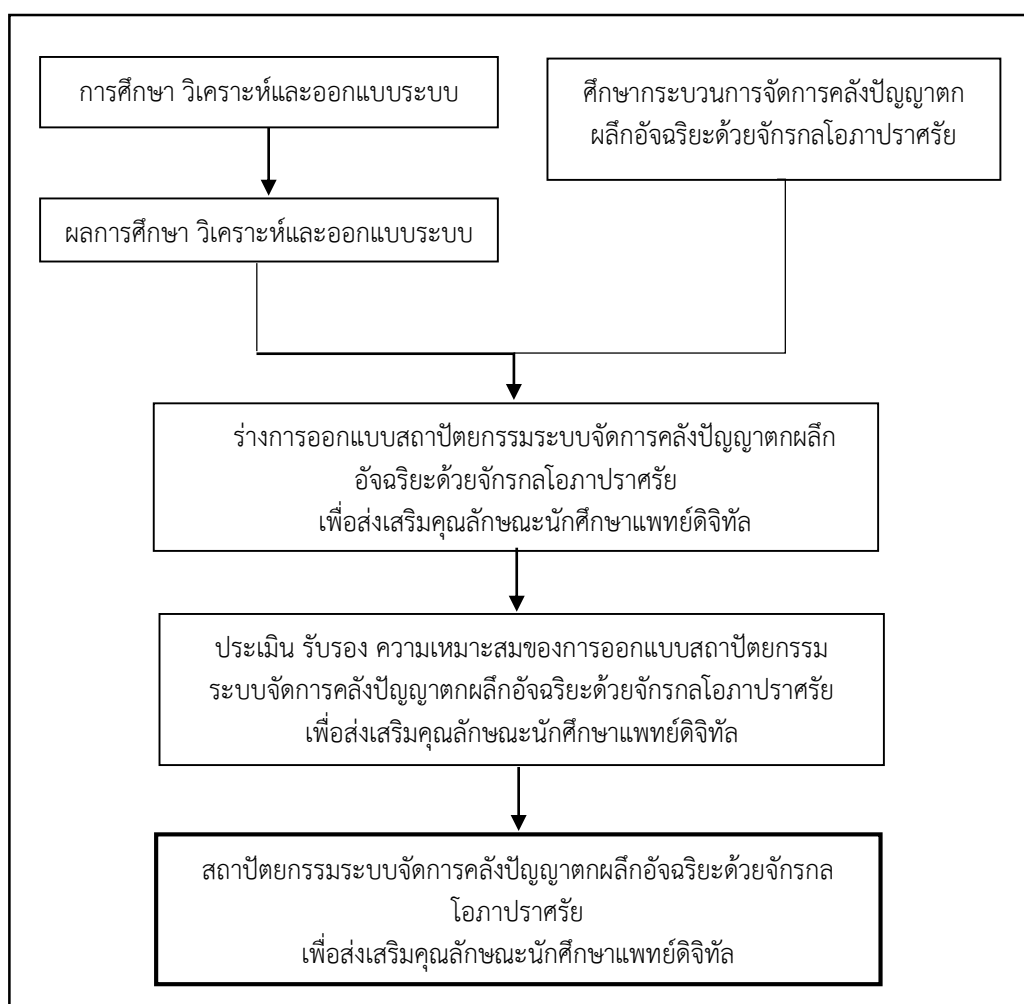 การศึกษา วิเคราะห์และออกแบบระบบ
ศึกษากระบวนการจัดการคลังปัญญาตก
ผลึกอัจฉริยะด้วยจักรกลโอภาปราศรัย
ผลการศึกษา วิเคราะห์และออกแบบระบบ
ร่างการออกแบบสถาปัตยกรรมระบบจัดการคลังปัญญาตกผลึก
อัจฉริยะด้วยจักรกลโอภาปราศรัย
เพื่อส่งเสริมคุณลักษณะนักศึกษาแพทย์ดิจิทัล
ประเมิน รับรอง ความเหมาะสมของการออกแบบสถาปัตยกรรม
ระบบจัดการคลังปัญญาตกผลึกอัจฉริยะด้วยจักรกลโอภาปราศรัย
เพื่อส่งเสริมคุณลักษณะนักศึกษาแพทย์ดิจิทัล
สถาปัตยกรรมระบบจัดการคลังปัญญาตกผลึกอัจฉริยะด้วยจักรกล
โอภาปราศรัย
เพื่อส่งเสริมคุณลักษณะนักศึกษาแพทย์ดิจิทัล